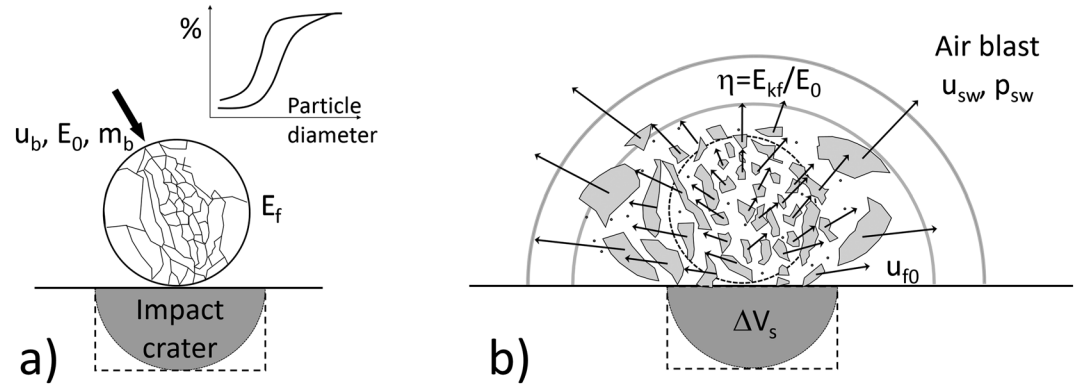 %
Particle
diameter
u_b, E_0, m_b
E_f
Impact
crater
a)
Air blast
u_sw, p_sw
η=E_kf/E_0
u_f0
ΔV_s
b)